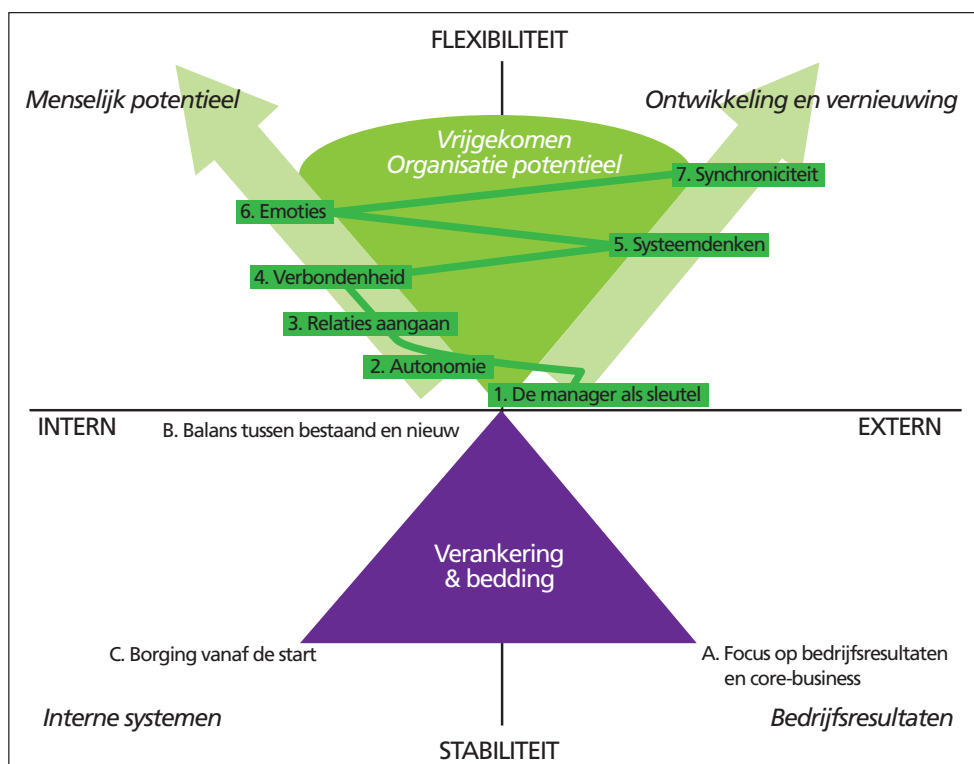 FLEXIBILITEIT
Menselijk potentieel
Ontwikkeling en vernieuwing
Vrijgekomen
Organisatie potentieel
7. Synchroniciteit
6. Emoties
5. Systeemdenken
4. Verbondenheid
3. Relaties aangaan
2. Autonomie
1. De manager als sleutel
INTERN
B. Balans tussen bestaand en nieuw
EXTERN
Verankering
& bedding
C. Borging vanaf de start
A. Focus op bedrijfsresultaten
en core-business
Interne systemen
Bedrijfsresultaten
STABILITEIT